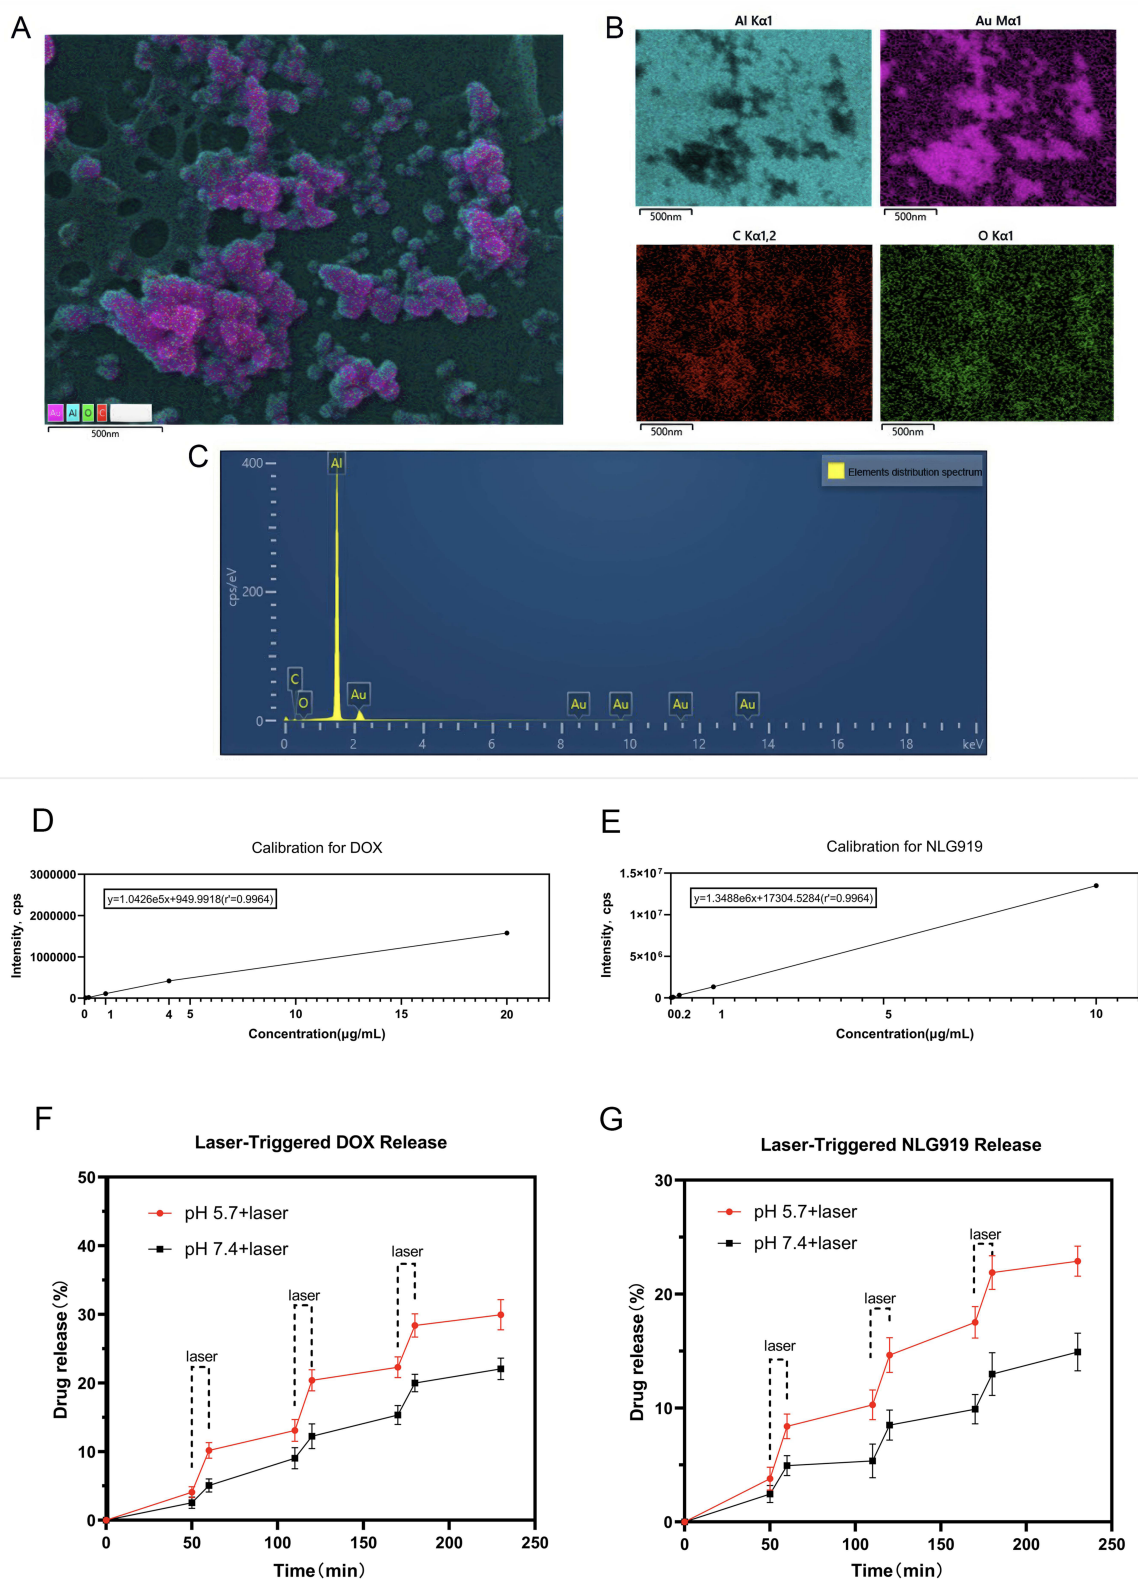 A
Au Al O C
500nm
B
Al Kα1
Au Mα1
500nm
500nm
C Kα1,2
O Kα1
500nm
500nm
C
Elements distribution spectrum
400
200
0
cps/eV
Al
C
O
Au
Au
Au
Au
Au
0 2 4 6 8 10 12 14 16 18 keV
D
Calibration for DOX
y=1.0426e5x+949.9918(r'=0.9964)
3000000
2000000
1000000
0
Intensity, cps
0 1 4 5 10 15 20
Concentration(μg/mL)
E
Calibration for NLG919
y=1.3488e6x+17304.5284(r'=0.9964)
1.5×10⁷
1×10⁷
5×10⁶
0
Intensity, cps
0 0.2 1 5 10
Concentration(μg/mL)
F
Laser-Triggered DOX Release
pH 5.7+laser
pH 7.4+laser
laser
laser
laser
50
40
30
20
10
0
Drug release(%)
0 50 100 150 200 250
Time(min)
G
Laser-Triggered NLG919 Release
pH 5.7+laser
pH 7.4+laser
laser
laser
laser
30
20
10
0
Drug release(%)
0 50 100 150 200 250
Time(min)